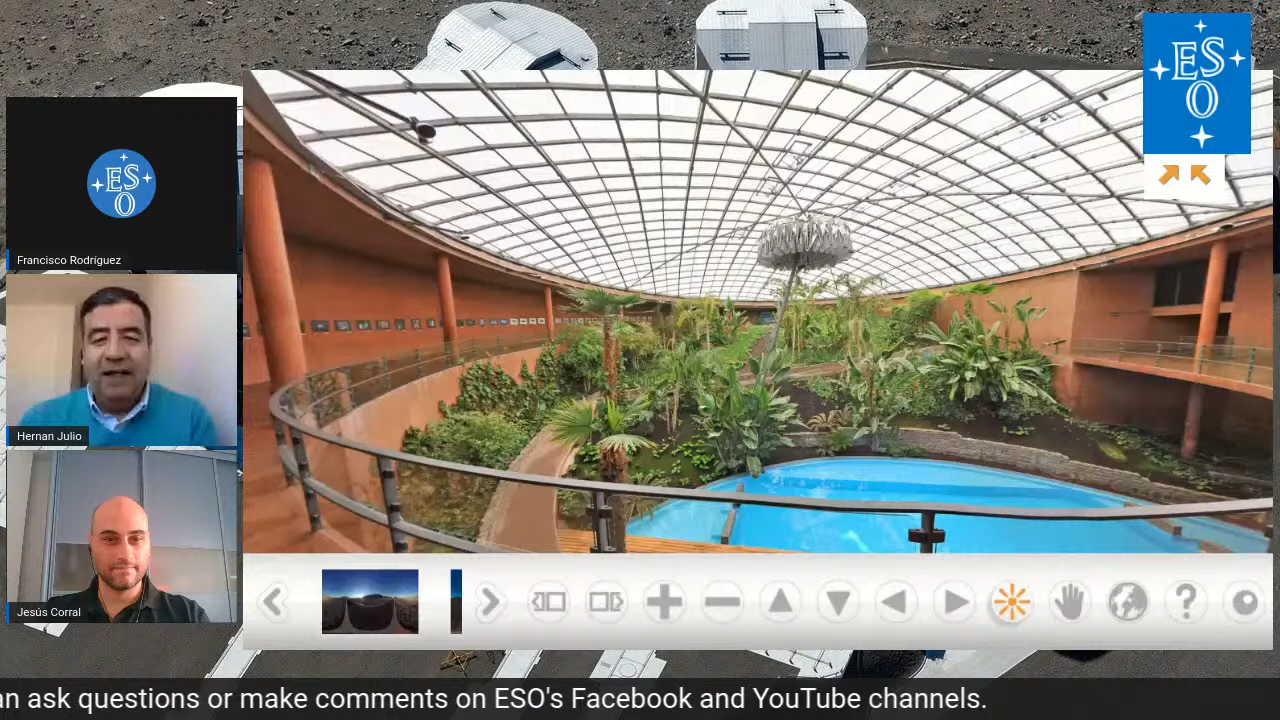 ESO
ESO
Francisco Rodríguez
Hernan Julio
Jesús Corral
?
an ask questions or make comments on ESO's Facebook and YouTube channels.